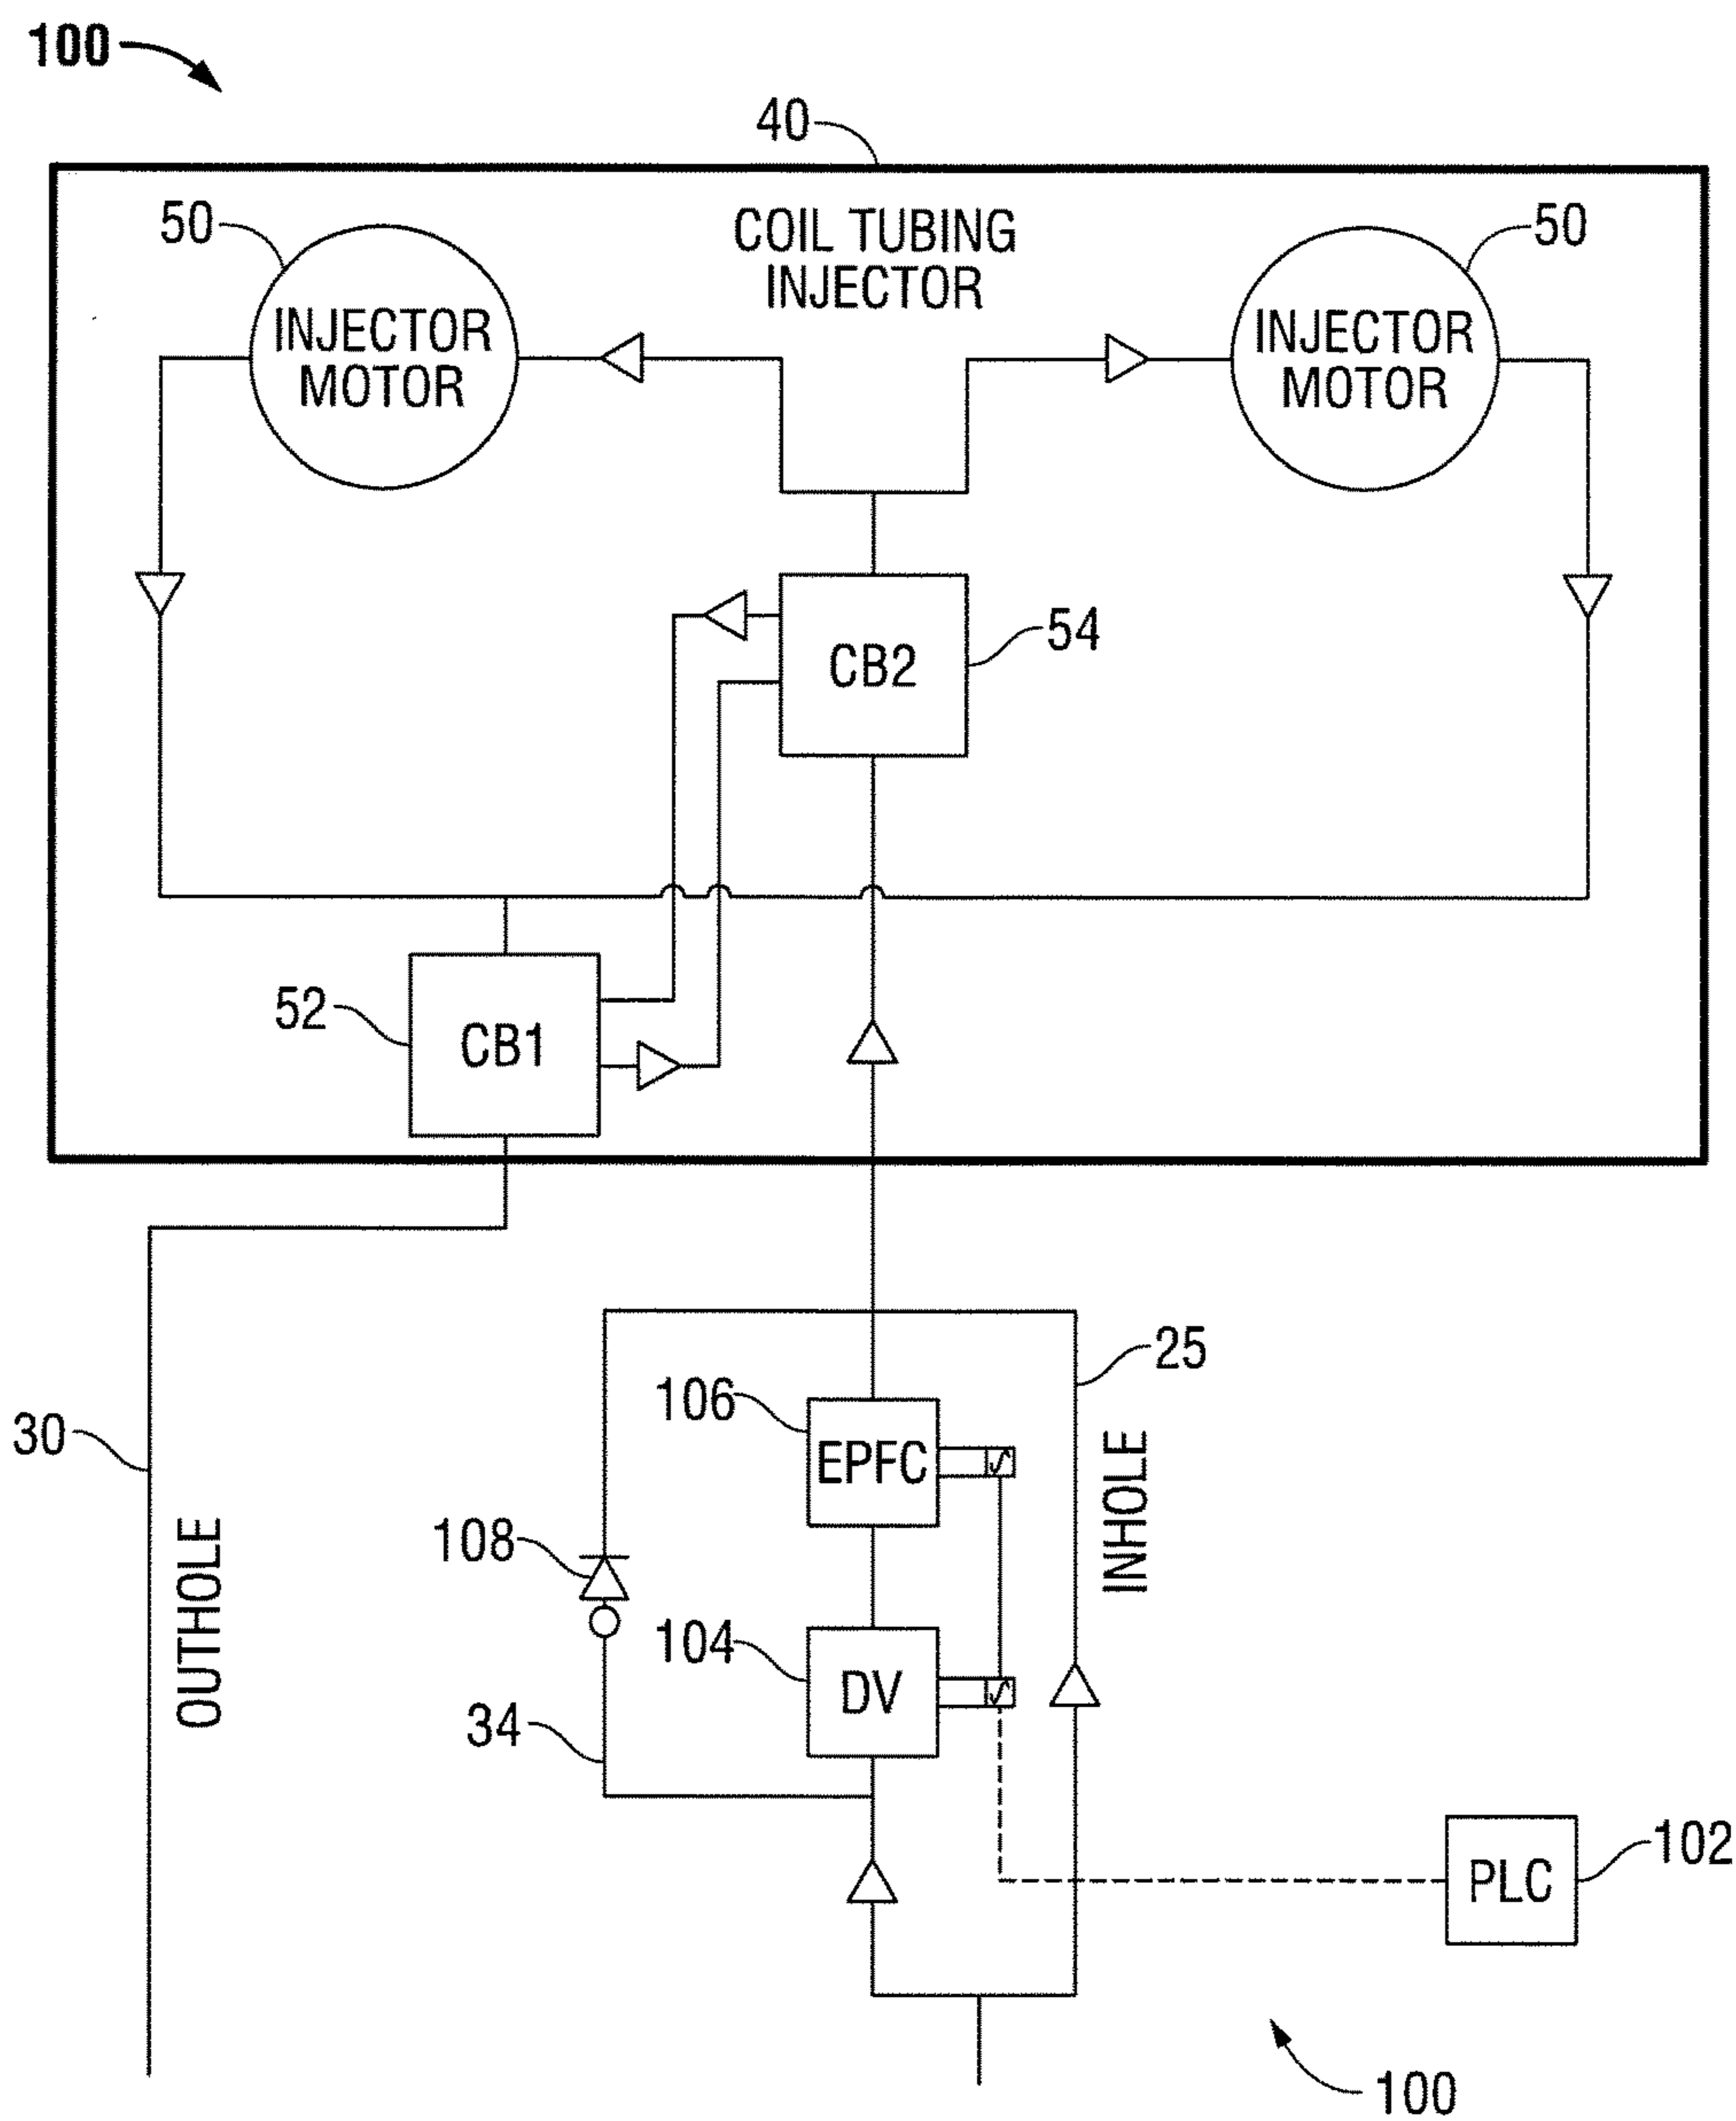 100
40
50
COIL TUBING
INJECTOR
50
INJECTOR
MOTOR
INJECTOR
MOTOR
CB2
54
52
CB1
25
106
EPFC
30
OUTHOLE
INHOLE
108
104
DV
34
PLC
102
100